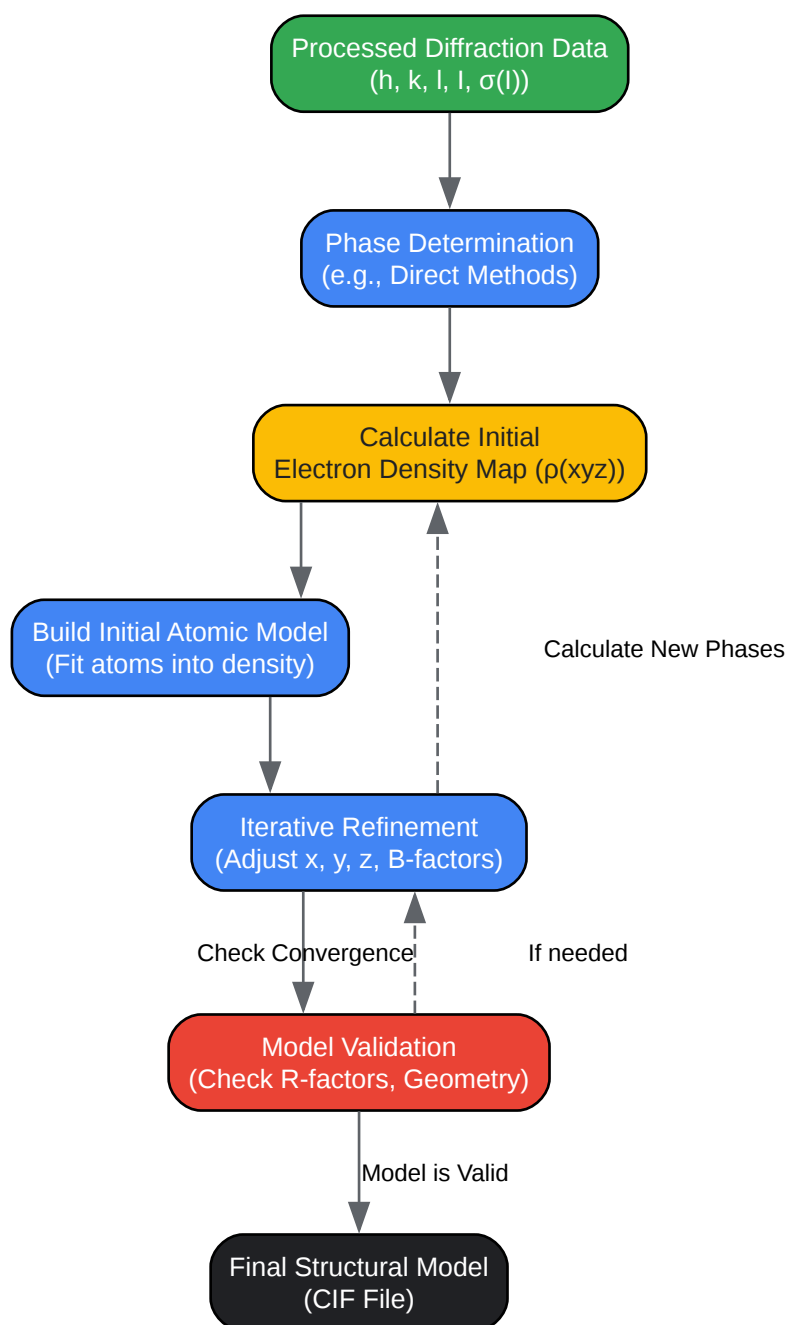 Processed Diffraction Data
(h, k, l, I, σ(I))
Phase Determination
(e.g., Direct Methods)
Calculate Initial
Electron Density Map (ρ(xyz))
Build Initial Atomic Model
(Fit atoms into density)
Calculate New Phases
Iterative Refinement
(Adjust x, y, z, B-factors)
Check Convergence
If needed
Model Validation
(Check R-factors, Geometry)
Model is Valid
Final Structural Model
(CIF File)